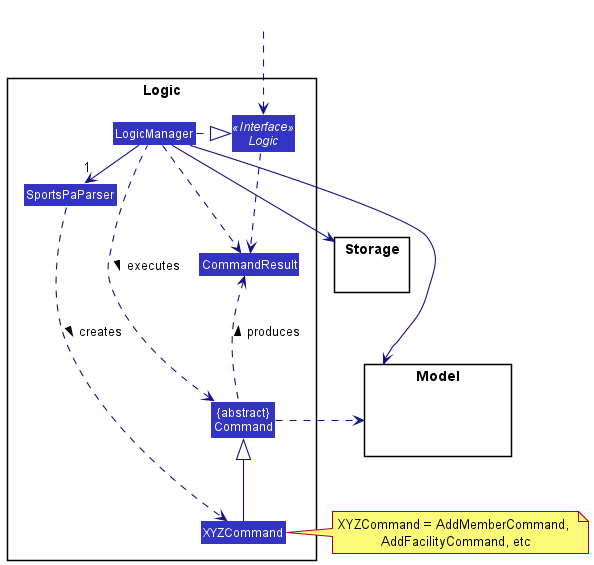 Logic
LogicManager
«Interface»
Logic
1
SportsPaParser
Storage
CommandResult
executes
creates
produces
Model
{abstract}
Command
XYZCommand
XYZCommand = AddMemberCommand,
AddFacilityCommand, etc